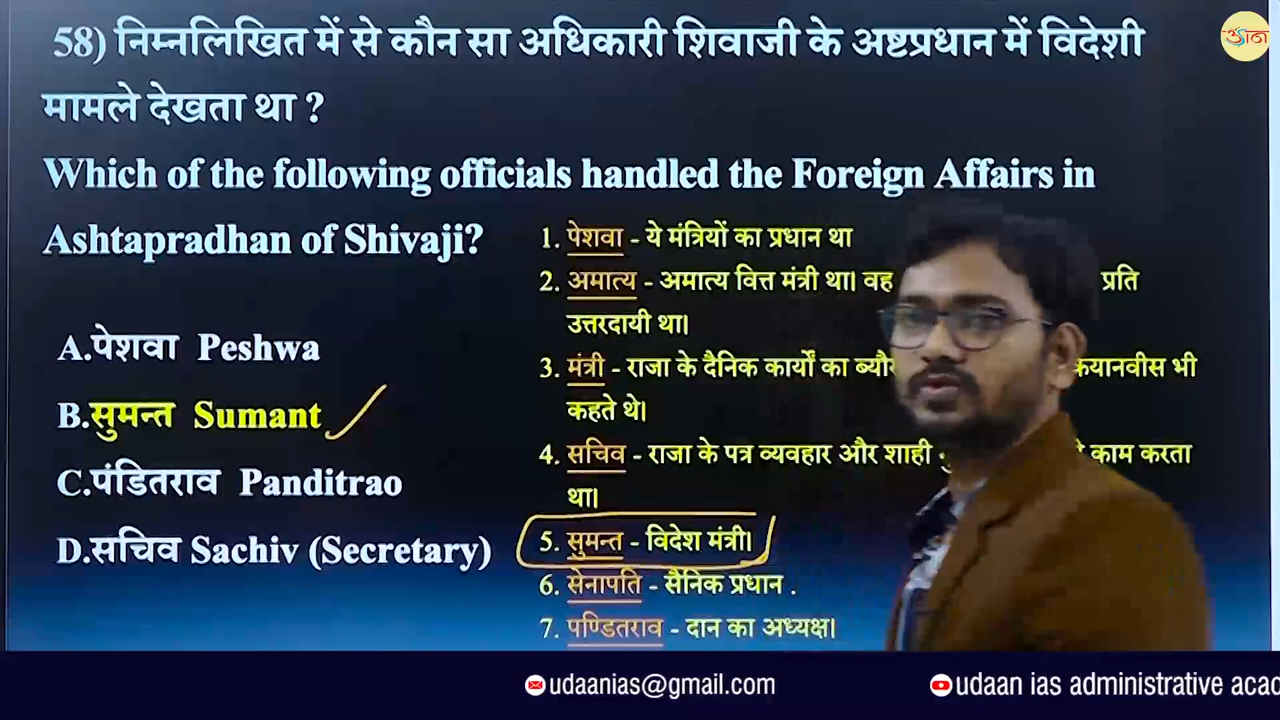 58) निम्नलिखित में से कौन सा अधिकारी शिवाजी के अष्टप्रधान में विदेशी
मामले देखता था ?
Which of the following officials handled the Foreign Affairs in
Ashtapradhan of Shivaji?
A.पेशवा Peshwa
B.सुमन्त Sumant
C.पंडितराव Panditrao
D.सचिव Sachiv (Secretary)
1. पेशवा - ये मंत्रियों का प्रधान था
2. अमात्य - अमात्य वित्त मंत्री था। वह प्रति
उत्तरदायी था।
3. मंत्री - राजा के दैनिक कार्यों का भी
कहते थे।
4. सचिव - राजा के पत्र व्यवहार और शाही काम करता
था।
5. सुमन्त - विदेश मंत्री।
6. सेनापति - सैनिक प्रधान .
7. पण्डितराव - दान का अध्यक्ष।
udaanias@gmail.com
udaan ias administrative acad